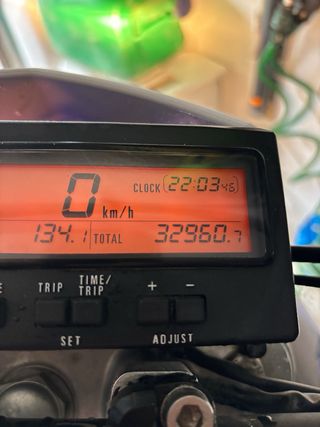 0 km/h CLOCK 22:03 46
134.1 TOTAL 32960.7
TRIP TIME/TRIP + -
SET ADJUST